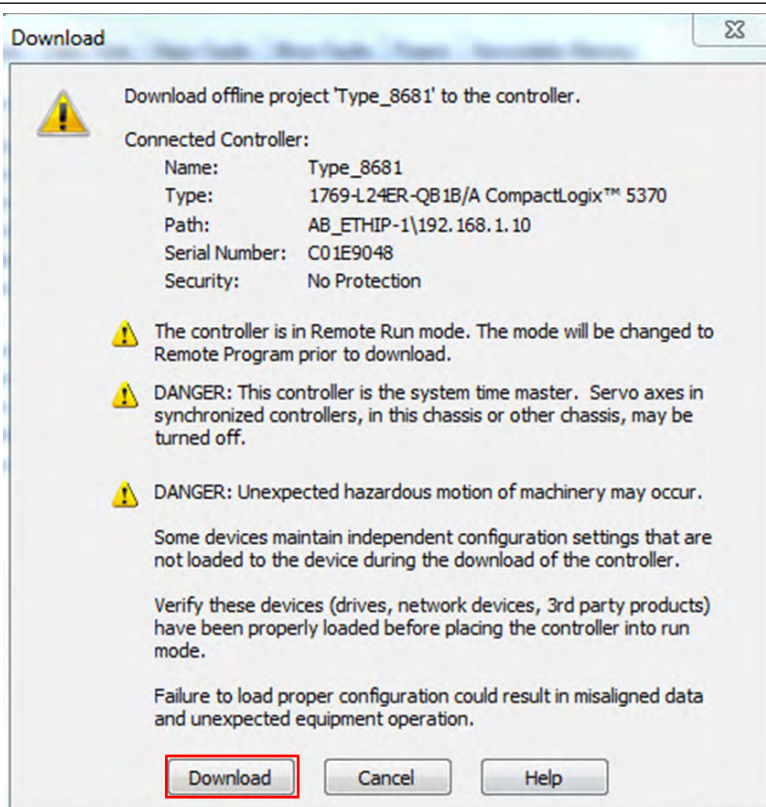 Download
Download offline project 'Type_8681' to the controller.
Connected Controller:
Name: Type_8681
Type: 1769-L24ER-QB1B/A CompactLogix™ 5370
Path: AB_ETHIP-1\192.168.1.10
Serial Number: C01E9048
Security: No Protection
The controller is in Remote Run mode. The mode will be changed to
Remote Program prior to download.
DANGER: This controller is the system time master. Servo axes in
synchronized controllers, in this chassis or other chassis, may be
turned off.
DANGER: Unexpected hazardous motion of machinery may occur.
Some devices maintain independent configuration settings that are
not loaded to the device during the download of the controller.
Verify these devices (drives, network devices, 3rd party products)
have been properly loaded before placing the controller into run
mode.
Failure to load proper configuration could result in misaligned data
and unexpected equipment operation.
Download Cancel Help